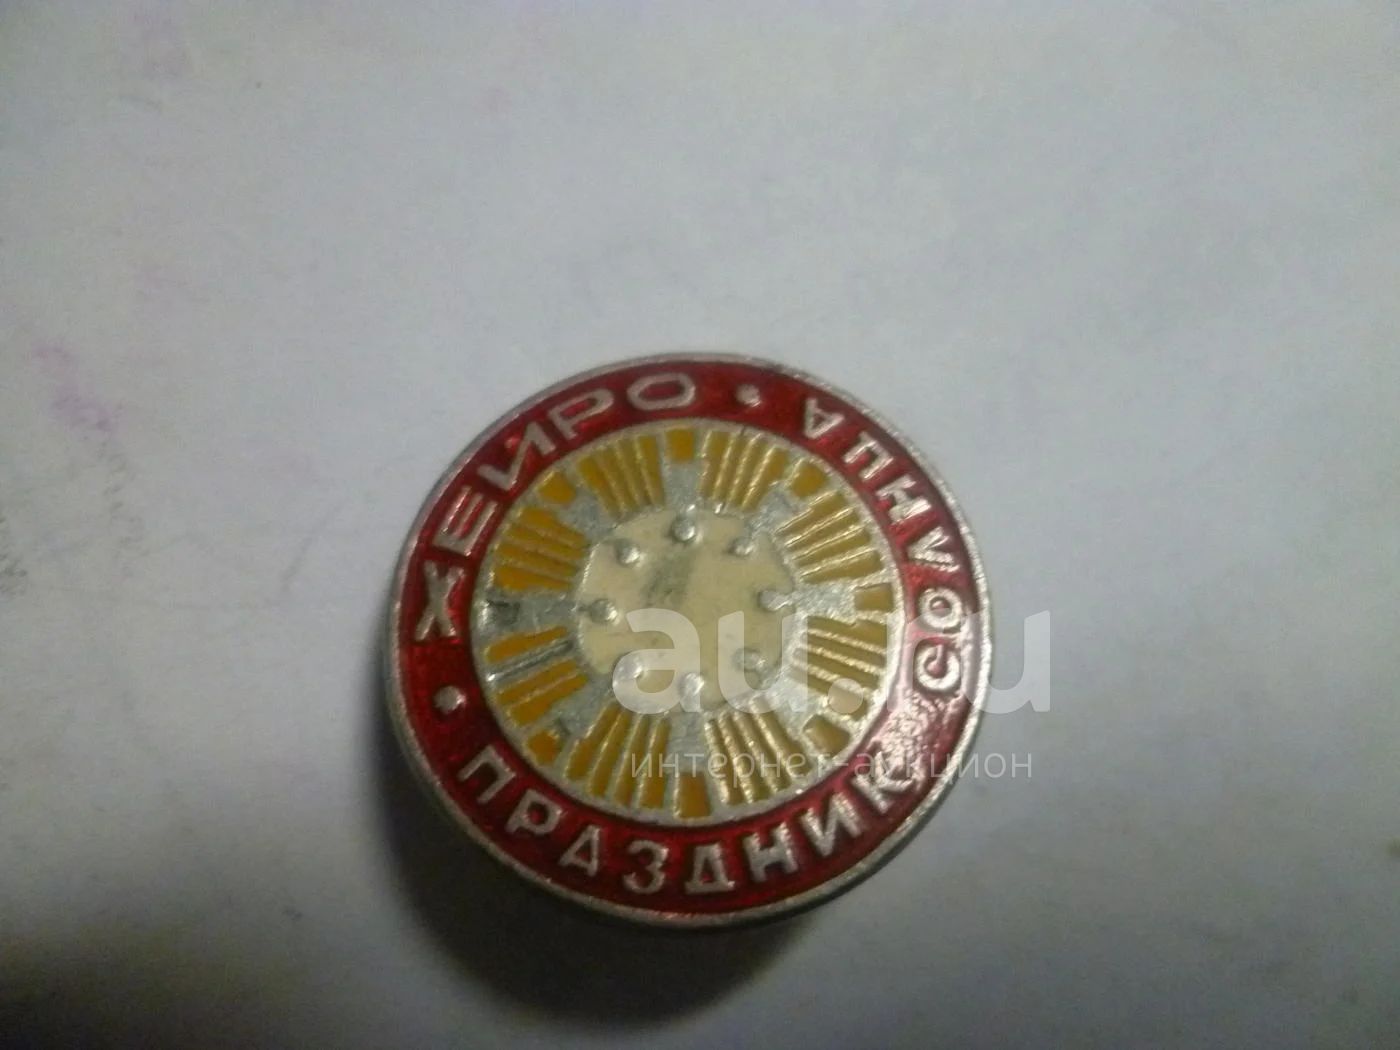 ХЕЙРО •
ПРАЗДНИК СОЛНЦА •
au.ru
интернет-аукцион